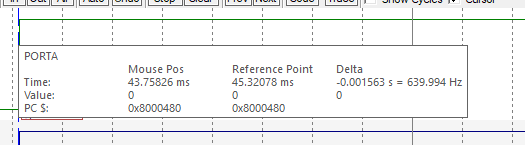 In Out All Auto Undo Stop Clear Prev Next Code Trace Show Cycles Cursor
PORTA
Mouse Pos Reference Point Delta
Time: 43.75826 ms 45.32078 ms -0.001563 s = 639.994 Hz
Value: 0 0 0
PC $: 0x8000480 0x8000480